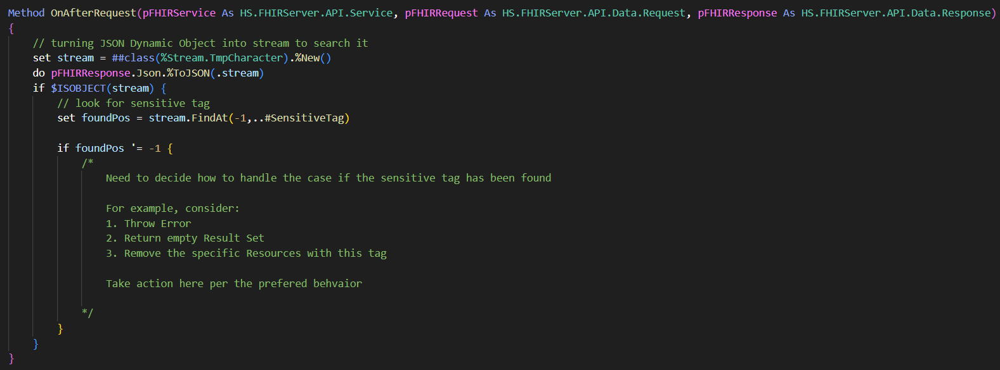 Method OnAfterRequest(pFHIRService As HS.FHIRServer.API.Service, pFHIRRequest As HS.FHIRServer.API.Data.Request, pFHIRResponse As HS.FHIRServer.API.Data.Response)
{
// turning JSON Dynamic Object into stream to search it
set stream = ##class(%Stream.TmpCharacter).%New()
do pFHIRResponse.Json.%ToJSON(.stream)
if $ISOBJECT(stream) {
// look for sensitive tag
set foundPos = stream.FindAt(-1,..#SensitiveTag)
if foundPos '= -1 {
/*
Need to decide how to handle the case if the sensitive tag has been found
For example, consider:
1. Throw Error
2. Return empty Result Set
3. Remove the specific Resources with this tag
Take action here per the prefered behvaior
*/
}
}
}